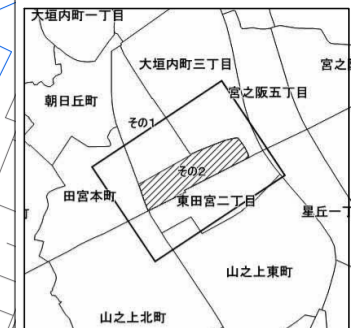 大垣内町一丁目
大垣内町三丁目
宮之
宮之阪五丁目
朝日丘町
その1
その2
田宮本町
東田宮二丁目
星丘一丁
山之上東町
山之上北町